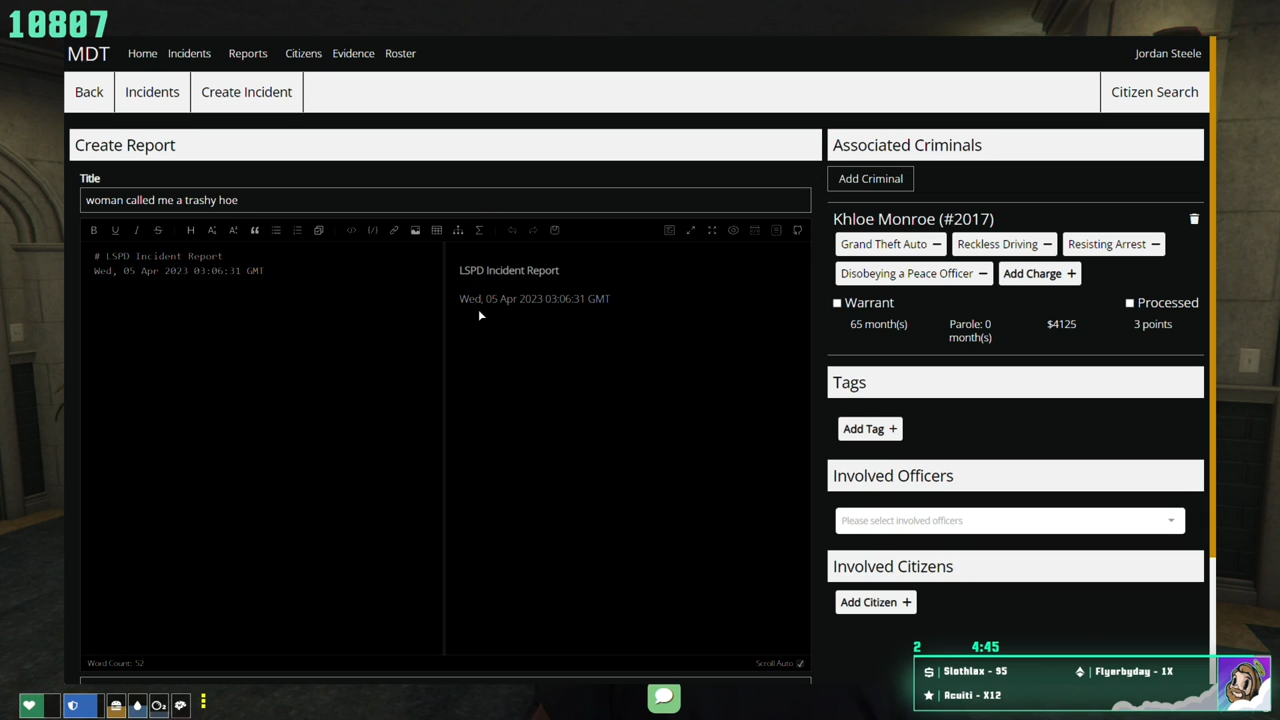 10807
MDT Home Incidents Reports Citizens Evidence Roster Jordan Steele
Back Incidents Create Incident Citizen Search
Create Report
Title
woman called me a trashy hoe
# LSPD Incident Report
Wed, 05 Apr 2023 03:06:31 GMT
LSPD Incident Report
Wed, 05 Apr 2023 03:06:31 GMT
Word Count: 52 Scroll Auto
Associated Criminals
Add Criminal
Khloe Monroe (#2017)
Grand Theft Auto − Reckless Driving − Resisting Arrest −
Disobeying a Peace Officer − Add Charge +
Warrant Processed
65 month(s) Parole: 0 month(s) $4125 3 points
Tags
Add Tag +
Involved Officers
Please select involved officers
Involved Citizens
Add Citizen +
2 4:45
Slothlax - 95 Flyerbyday - 1X
Acuiti - X12